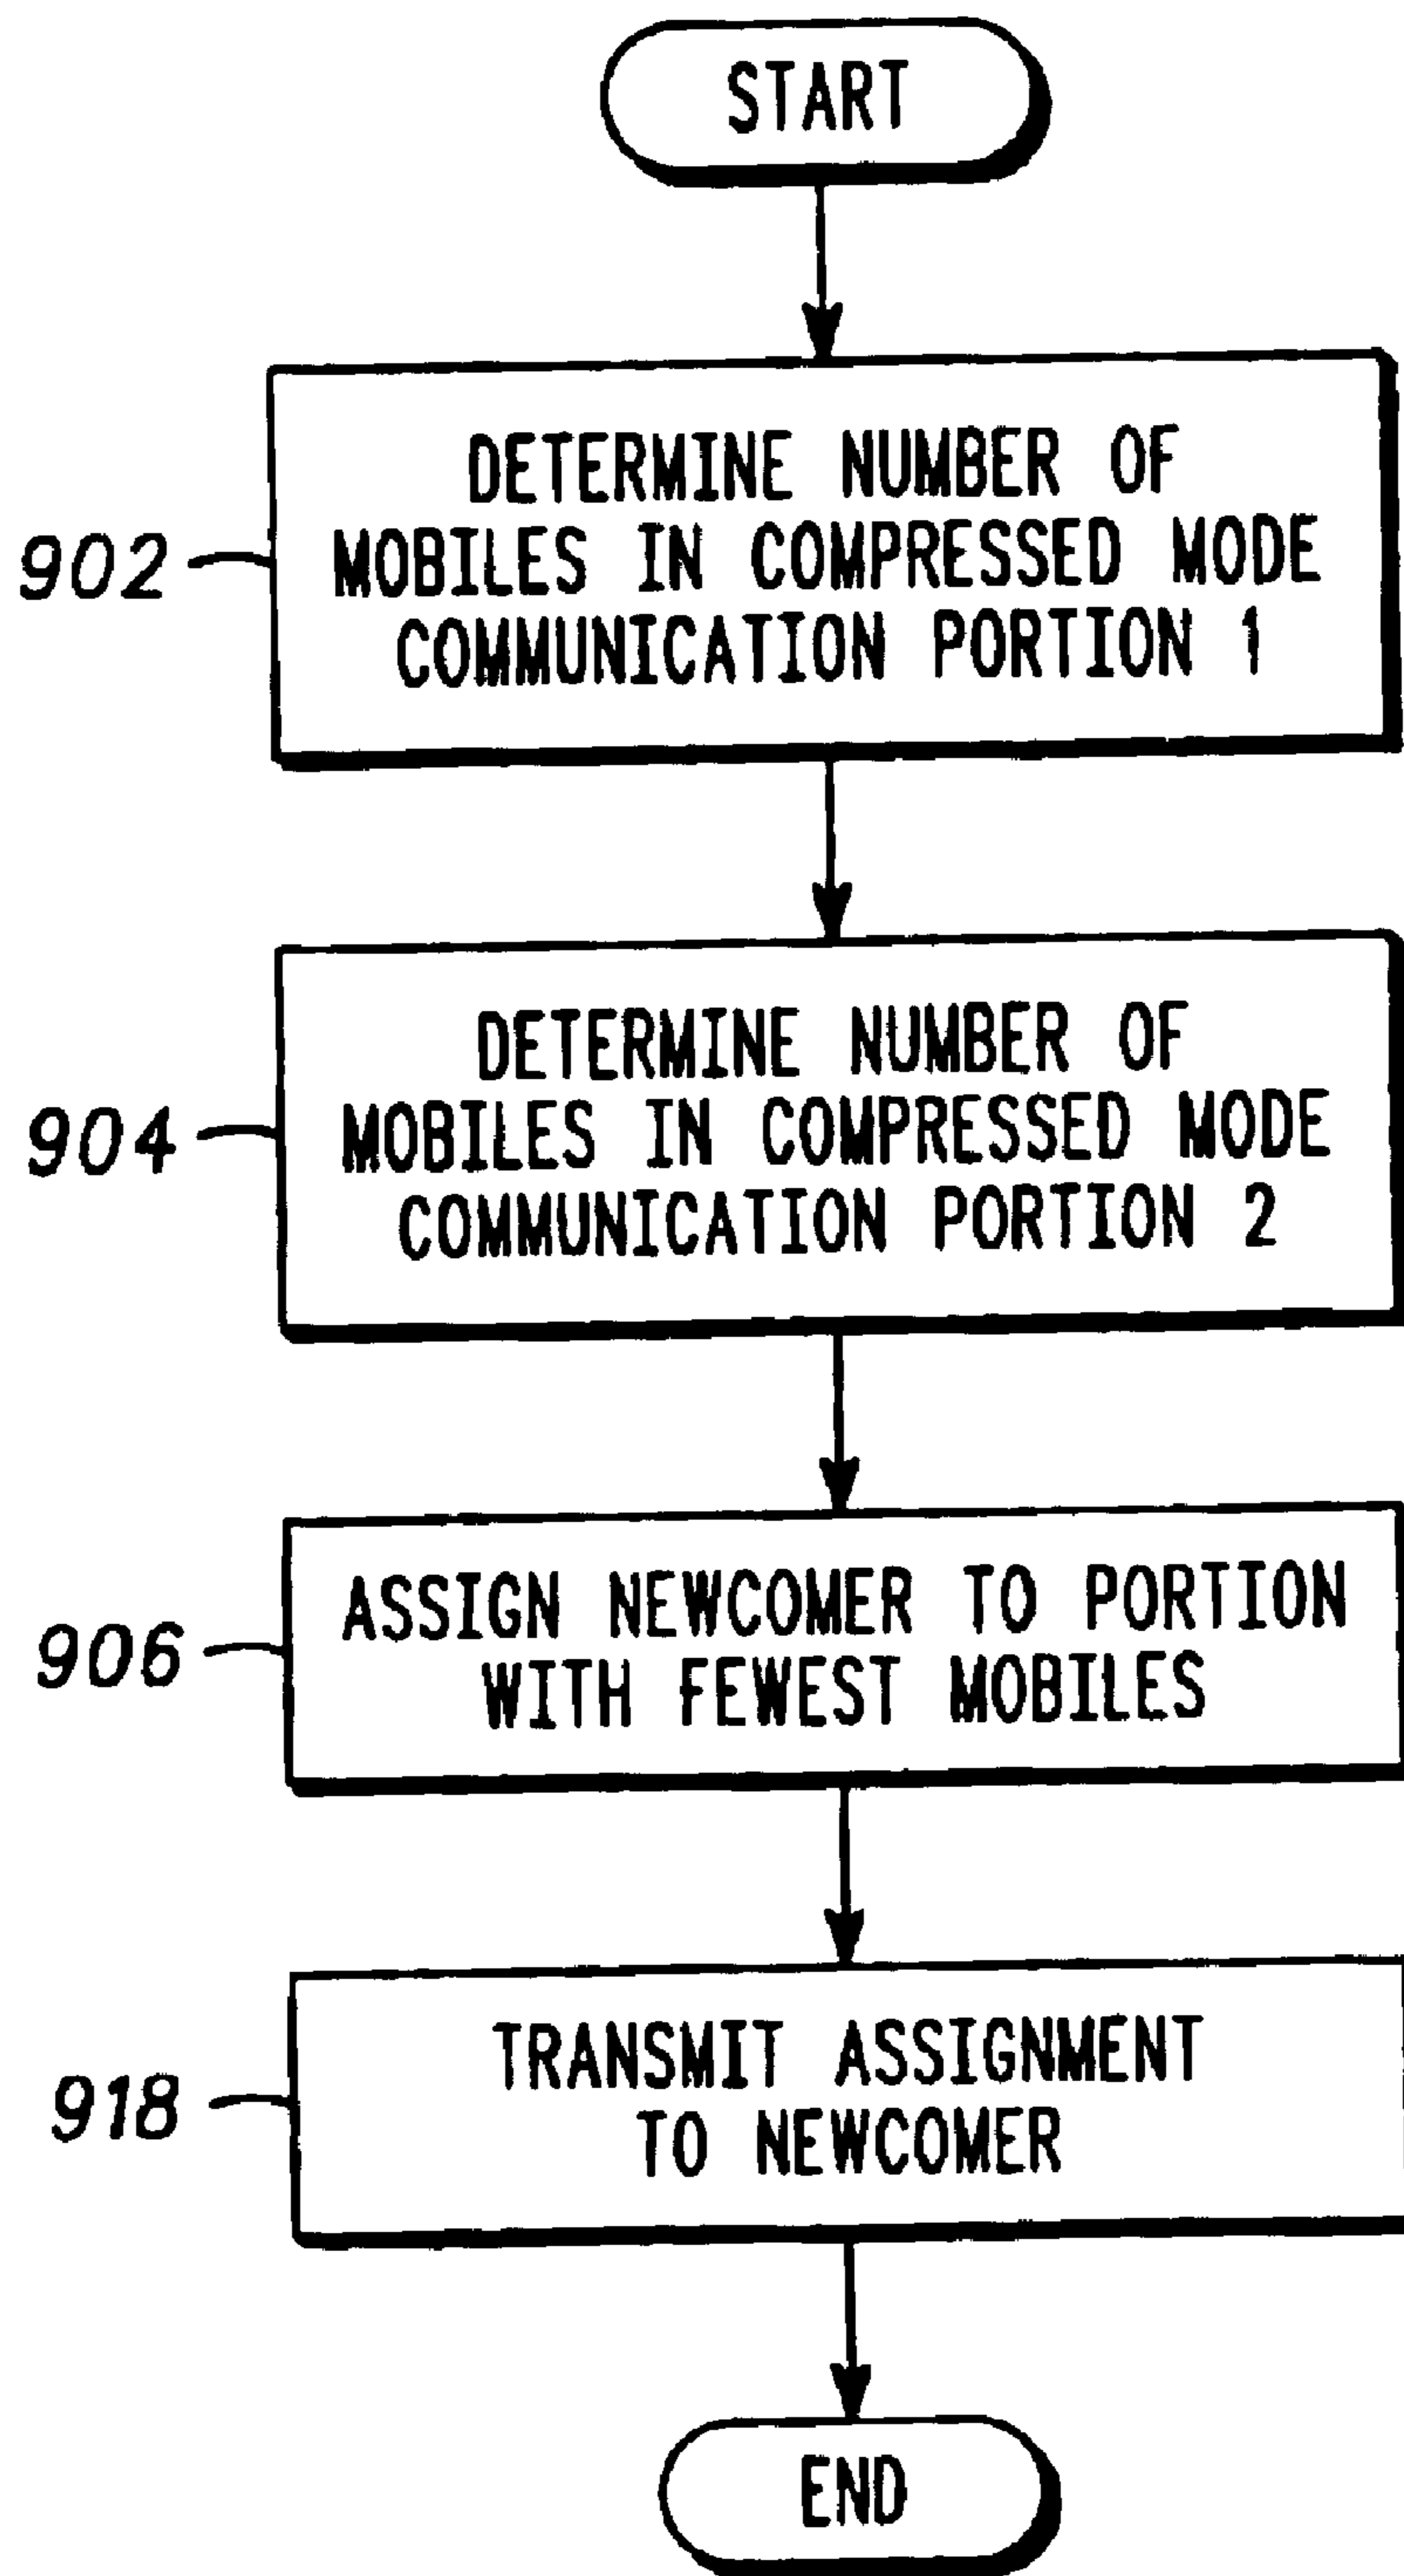 START
DETERMINE NUMBER OF
MOBILES IN COMPRESSED MODE
COMMUNICATION PORTION 1
902
DETERMINE NUMBER OF
MOBILES IN COMPRESSED MODE
COMMUNICATION PORTION 2
904
ASSIGN NEWCOMER TO PORTION
WITH FEWEST MOBILES
906
TRANSMIT ASSIGNMENT
TO NEWCOMER
918
END